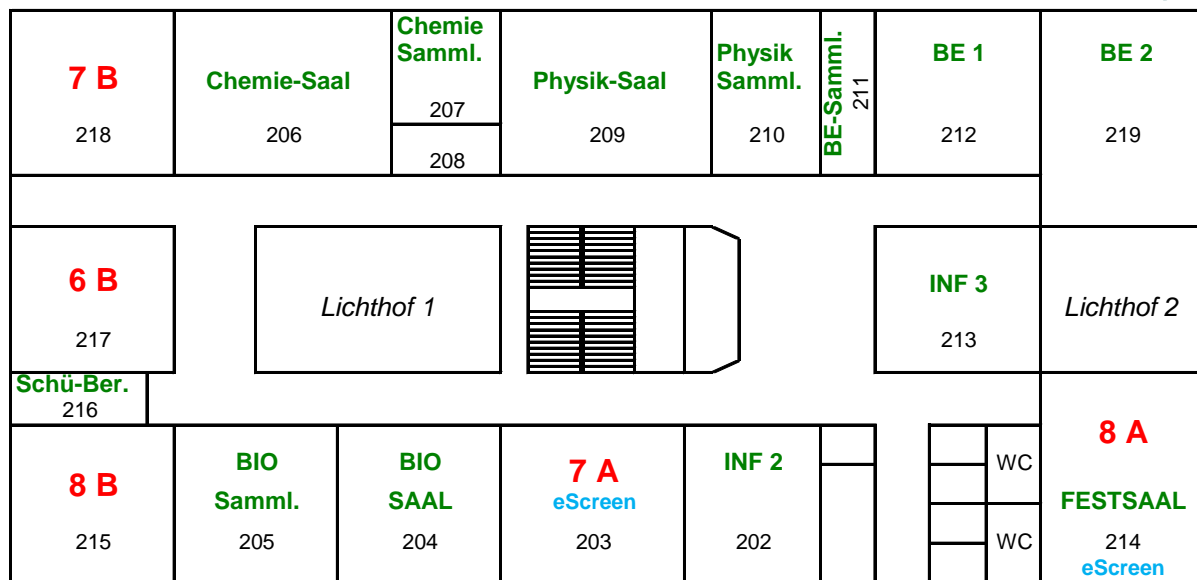 7 B
218
Chemie-Saal
206
Chemie
Samml.
207
208
Physik-Saal
209
Physik
Samml.
210
BE-Samml.
211
BE 1
212
BE 2
219
6 B
217
Lichthof 1
INF 3
213
Lichthof 2
Schü-Ber.
216
8 B
215
BIO
Samml.
205
BIO
SAAL
204
7 A
eScreen
203
INF 2
202
WC
WC
8 A
FESTSAAL
214
eScreen